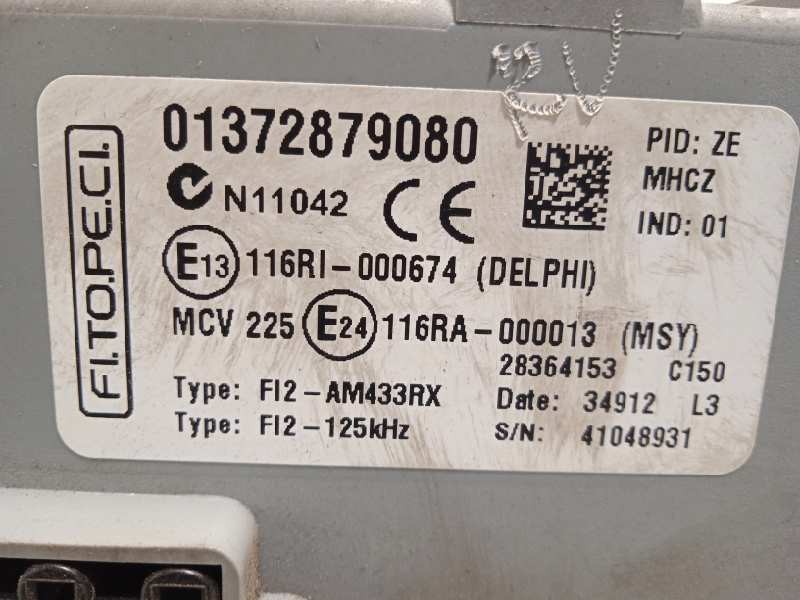 FI.TO.PE.CI.
01372879080
N11042 CE
PID: ZE
MHCZ
IND: 01
E13 116RI-000674 (DELPHI)
MCV 225 E24 116RA-000013 (MSY)
28364153 C150
Type: FI2-AM433RX
Date: 34912 L3
Type: FI2-125kHz
S/N: 41048931